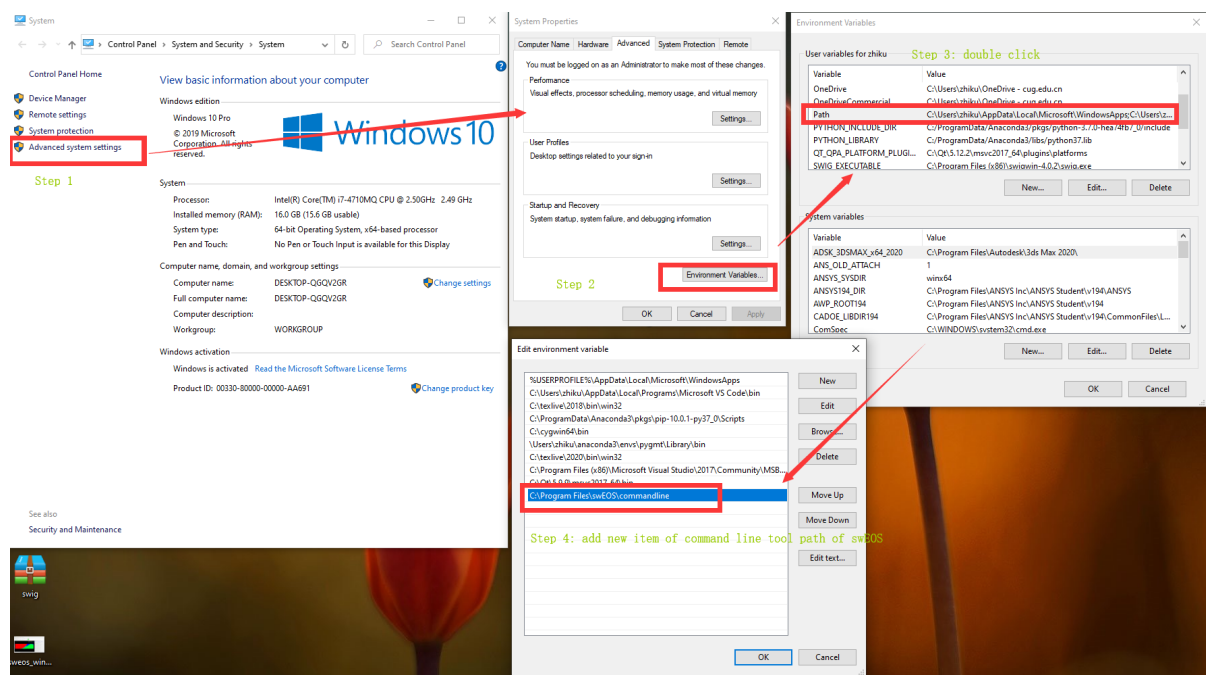 System
Control Panel > System and Security > System
Search Control Panel
Control Panel Home
Device Manager
Remote settings
System protection
Advanced system settings
Step 1
See also
Security and Maintenance
View basic information about your computer
Windows edition
Windows 10 Pro
© 2019 Microsoft
Corporation. All rights
reserved.
Windows 10
System
Processor: Intel(R) Core(TM) i7-4710MQ CPU @ 2.50GHz 2.49 GHz
Installed memory (RAM): 16.0 GB (15.6 GB usable)
System type: 64-bit Operating System, x64-based processor
Pen and Touch: No Pen or Touch Input is available for this Display
Computer name, domain, and workgroup settings
Computer name: DESKTOP-QGQV2GR
Change settings
Full computer name: DESKTOP-QGQV2GR
Computer description:
Workgroup: WORKGROUP
Windows activation
Windows is activated Read the Microsoft Software License Terms
Product ID: 00330-80000-00000-AA691
Change product key
swig
sweos_win...
System Properties
Computer Name Hardware Advanced System Protection Remote
You must be logged on as an Administrator to make most of these changes.
Performance
Visual effects, processor scheduling, memory usage, and virtual memory
Settings...
User Profiles
Desktop settings related to your sign-in
Settings...
Startup and Recovery
System startup, system failure, and debugging information
Settings...
Step 2
Environment Variables...
OK Cancel Apply
Environment Variables
User variables for zhiku
Step 3: double click
Variable Value
OneDrive C:\Users\zhiku\OneDrive - cug.edu.cn
OneDriveCommercial C:\Users\zhiku\OneDrive - cug.edu.cn
Path C:\Users\zhiku\AppData\Local\Microsoft\WindowsApps;C:\Users\z...
PYTHON_INCLUDE_DIR C:/ProgramData/Anaconda3/pkgs/python-3.7.0-hea74fb7_0/include
PYTHON_LIBRARY C:/ProgramData/Anaconda3/libs/python37.lib
QT_QPA_PLATFORM_PLUGI... C:\Qt\5.12.2\msvc2017_64\plugins\platforms
SWIG_EXECUTABLE C:\Program Files (x86)\swigwin-4.0.2\swig.exe
New... Edit... Delete
System variables
Variable Value
ADSK_3DSMAX_x64_2020 C:\Program Files\Autodesk\3ds Max 2020\
ANS_OLD_ATTACH 1
ANSYS_SYSDIR winx64
ANSYS194_DIR C:\Program Files\ANSYS Inc\ANSYS Student\v194\ANSYS
AWP_ROOT194 C:\Program Files\ANSYS Inc\ANSYS Student\v194
CADOE_LIBDIR194 C:\Program Files\ANSYS Inc\ANSYS Student\v194\CommonFiles\L...
ComSpec C:\WINDOWS\system32\cmd.exe
New... Edit... Delete
OK Cancel
Edit environment variable
%USERPROFILE%\AppData\Local\Microsoft\WindowsApps
C:\Users\zhiku\AppData\Local\Programs\Microsoft VS Code\bin
C:\texlive\2018\bin\win32
C:\ProgramData\Anaconda3\pkgs\pip-10.0.1-py37_0\Scripts
C:\cygwin64\bin
\Users\zhiku\anaconda3\envs\pygmt\Library\bin
C:\texlive\2020\bin\win32
C:\Program Files (x86)\Microsoft Visual Studio\2017\Community\MSB...
C:\Qt\5.9.9\msvc2017_64\bin
C:\Program Files\swEOS\commandline
Step 4: add new item of command line tool path of swEOS
New
Edit
Browse...
Delete
Move Up
Move Down
Edit text...
OK Cancel